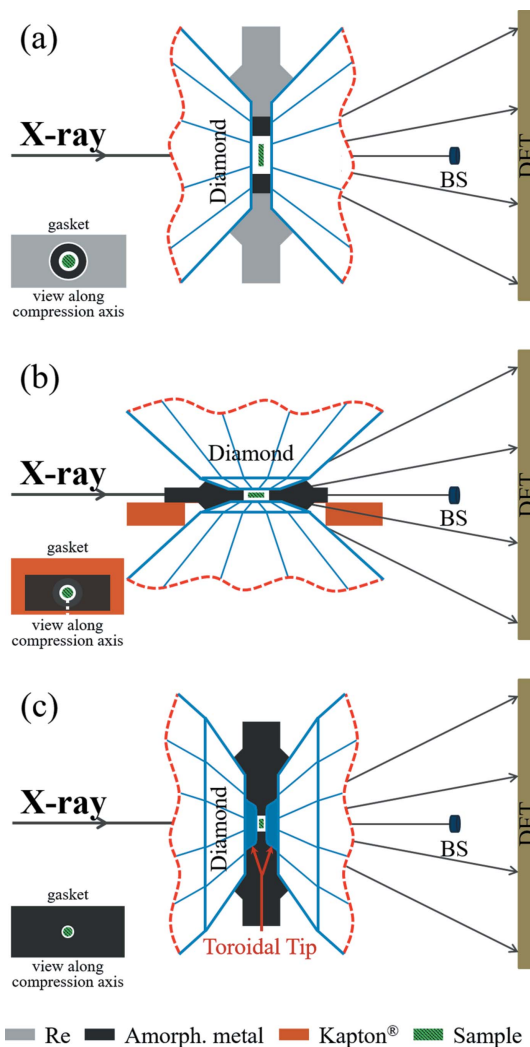 (a)
X-ray
Diamond
BS
DET
gasket
view along
compression axis
(b)
Diamond
X-ray
BS
DET
gasket
view along
compression axis
(c)
X-ray
Diamond
BS
DET
gasket
view along
compression axis
Toroidal Tip
Re Amorph. metal Kapton® Sample